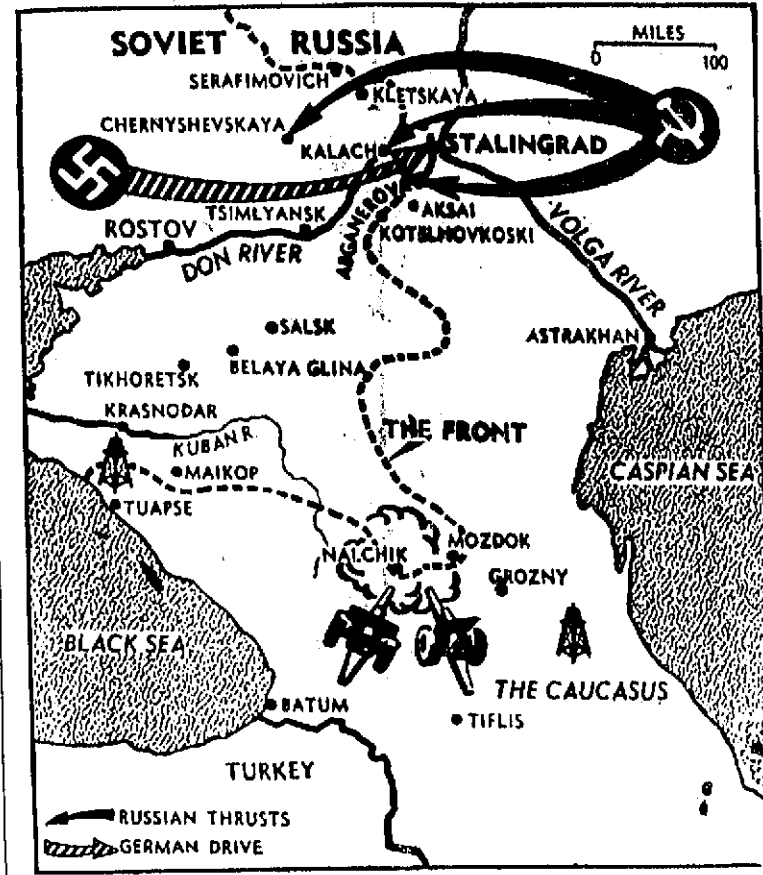 SOVIET RUSSIA
MILES
0 100
SERAFIMOVICH
KLETSKAYA
CHERNYSHEVSKAYA
KALACH
STALINGRAD
ABGANEROV
AKSAI
KOTELNOVKOSKI
TSIMLYANSK
ROSTOV
DON RIVER
VOLGA RIVER
SALSK
ASTRAKHAN
BELAYA GLINA
TIKHORETSK
KRASNODAR
KUBAN R.
THE FRONT
MAIKOP
CASPIAN SEA
TUAPSE
NALCHIK
MOZDOK
GROZNY
BLACK SEA
THE CAUCASUS
BATUM
TIFLIS
TURKEY
RUSSIAN THRUSTS
GERMAN DRIVE